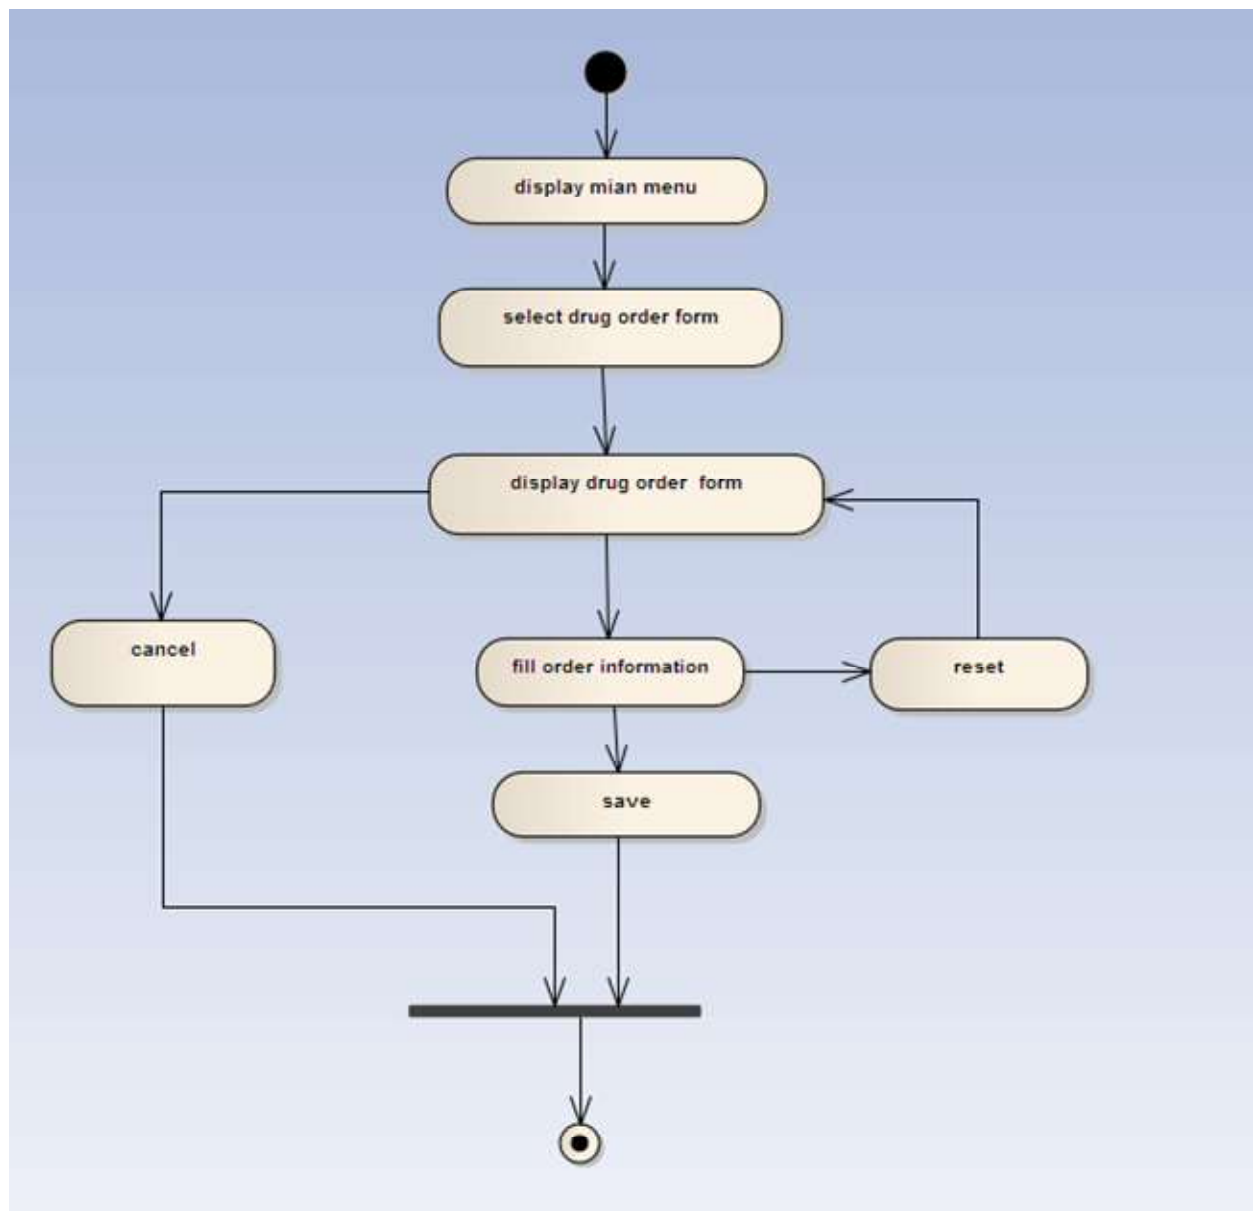 display mian menu
select drug order form
display drug order  form
cancel
fill order information
reset
save